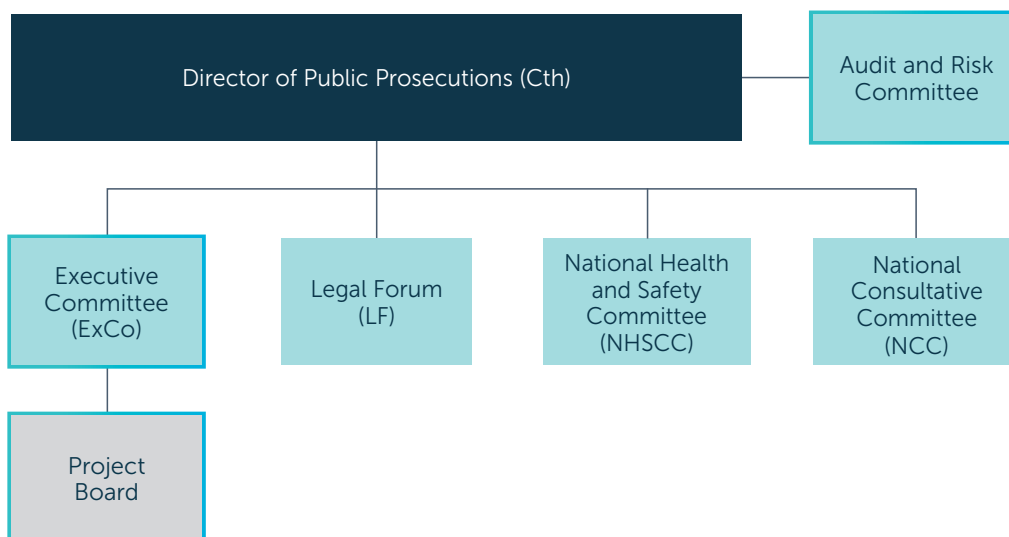 Director of Public Prosecutions (Cth)
Audit and Risk
Committee
Executive
Committee
(ExCo)
Legal Forum
(LF)
National Health
and Safety
Committee
(NHSCC)
National
Consultative
Committee
(NCC)
Project
Board